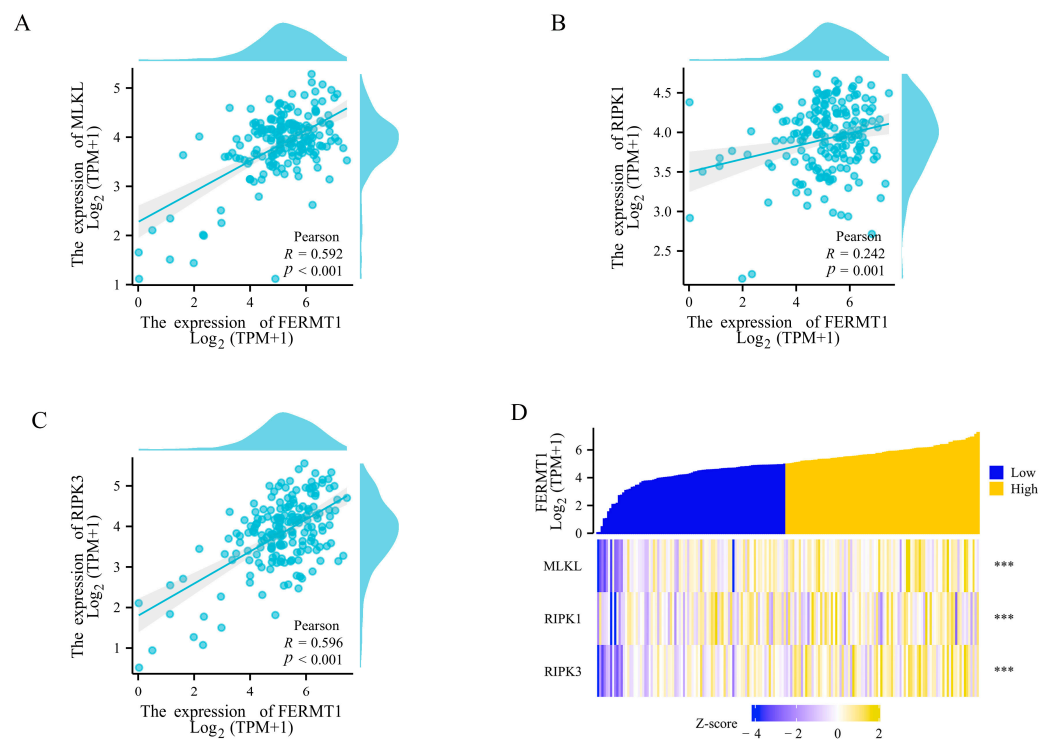 A
The expression of MLKL
Log2 (TPM+1)
5
4
3
2
1
Pearson
R = 0.592
p < 0.001
0
2
4
6
The expression of FERMT1
Log2 (TPM+1)
B
The expression of RIPK1
Log2 (TPM+1)
4.5
4.0
3.5
3.0
2.5
Pearson
R = 0.242
p = 0.001
0
2
4
6
The expression of FERMT1
Log2 (TPM+1)
C
The expression of RIPK3
Log2 (TPM+1)
5
4
3
2
1
Pearson
R = 0.596
p < 0.001
0
2
4
6
The expression of FERMT1
Log2 (TPM+1)
D
FERMT1
Log2 (TPM+1)
6
4
2
0
Low
High
MLKL ***
RIPK1 ***
RIPK3 ***
Z-score
−4 −2 0 2